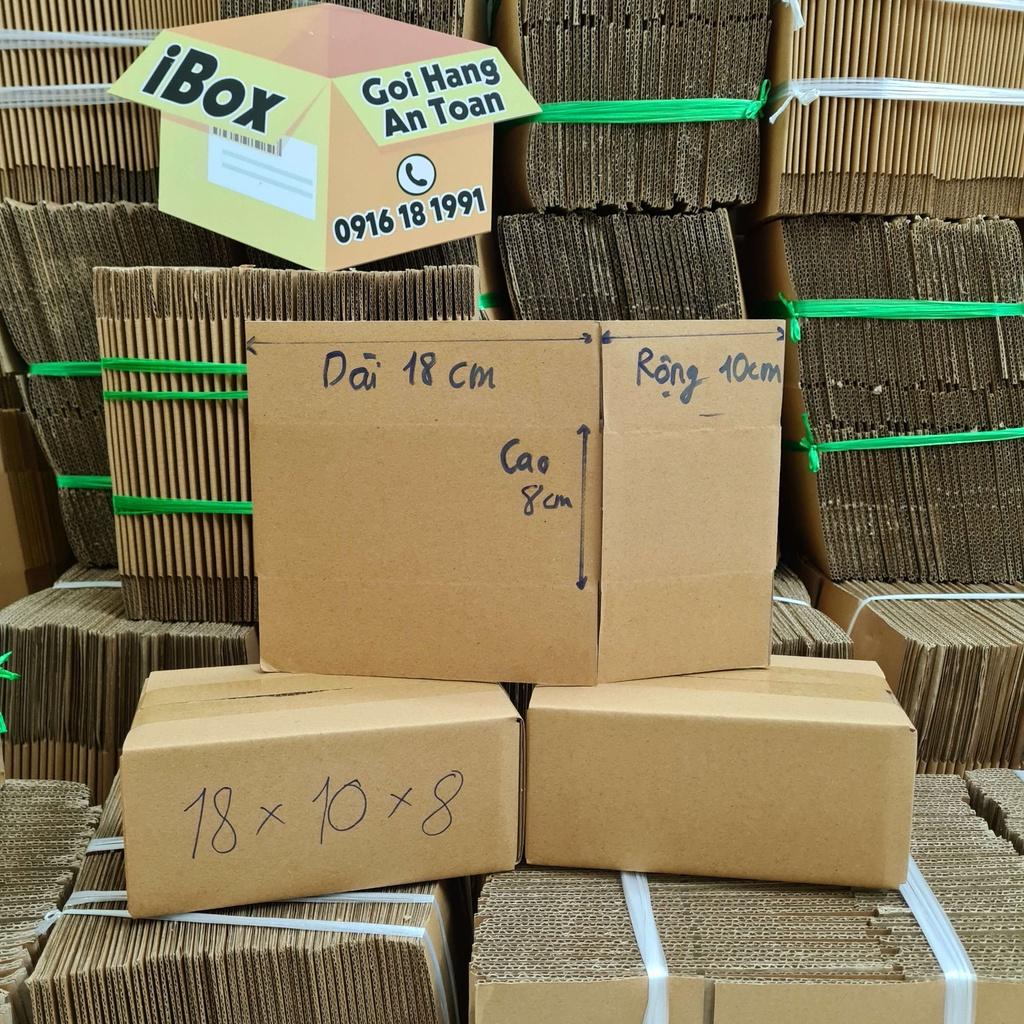 iBox
Goi Hang
An Toan
0916 18 1991
Dài 18 cm
Rộng 10cm
Cao
8cm
18 × 10 × 8